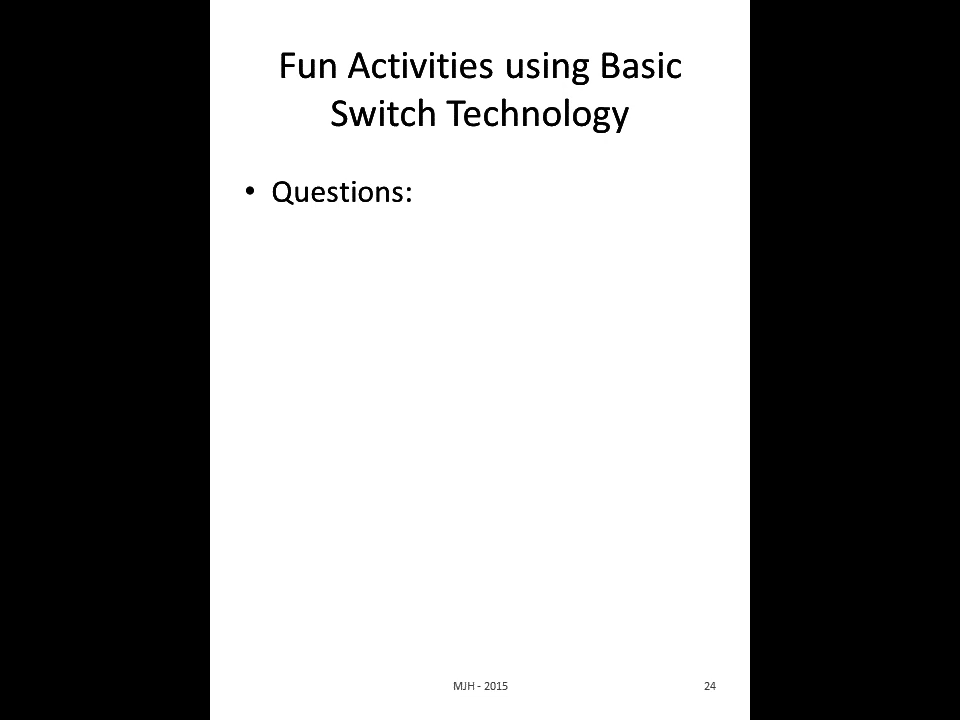 Fun Activities using Basic
Switch Technology
• Questions:
MJH - 2015
24